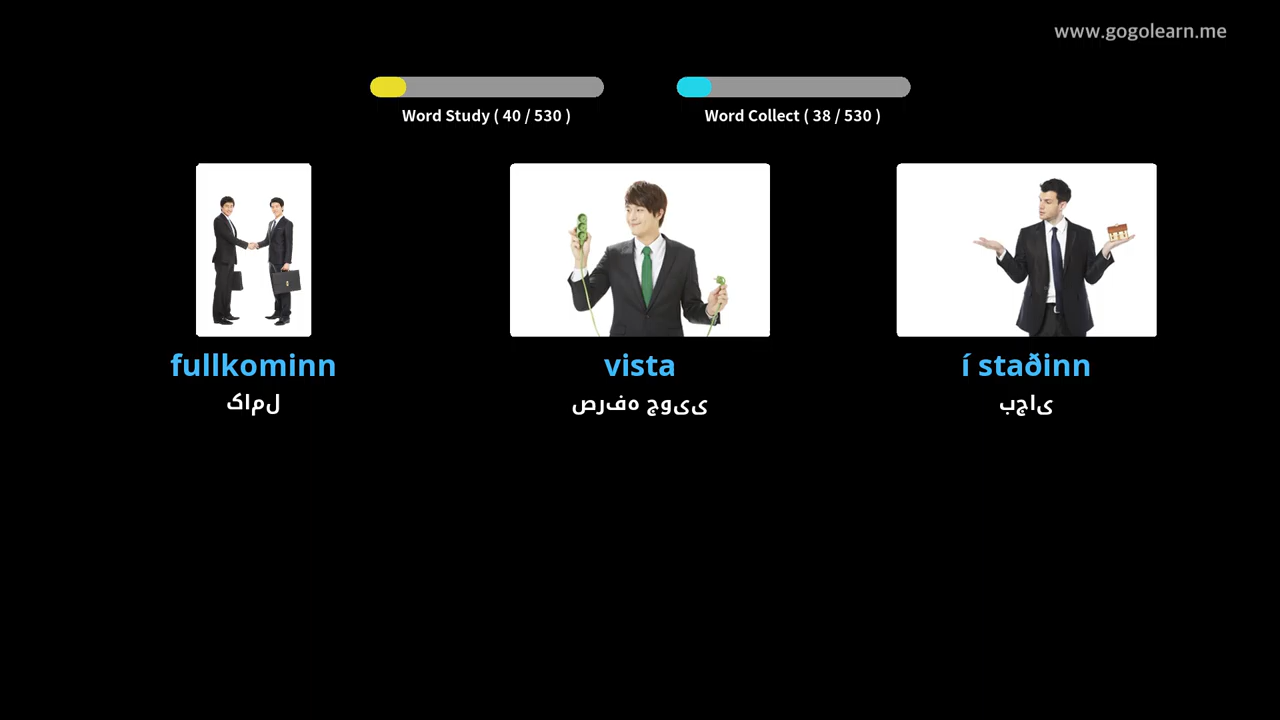 www.gogolearn.me
Word Study ( 40 / 530 )
Word Collect ( 38 / 530 )
fullkominn
کامل
vista
صرفه جویی
í staðinn
بجای